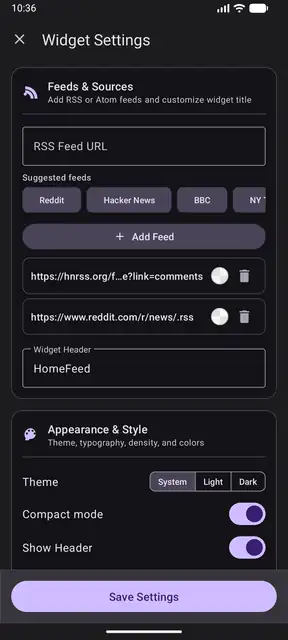 10:36
Widget Settings
Feeds & Sources
Add RSS or Atom feeds and customize widget title
RSS Feed URL
Suggested feeds
Reddit
Hacker News
BBC
NY T
+ Add Feed
https://hnrss.org/f...e?link=comments
https://www.reddit.com/r/news/.rss
Widget Header
HomeFeed
Appearance & Style
Theme, typography, density, and colors
Theme
System
Light
Dark
Compact mode
Show Header
Save Settings